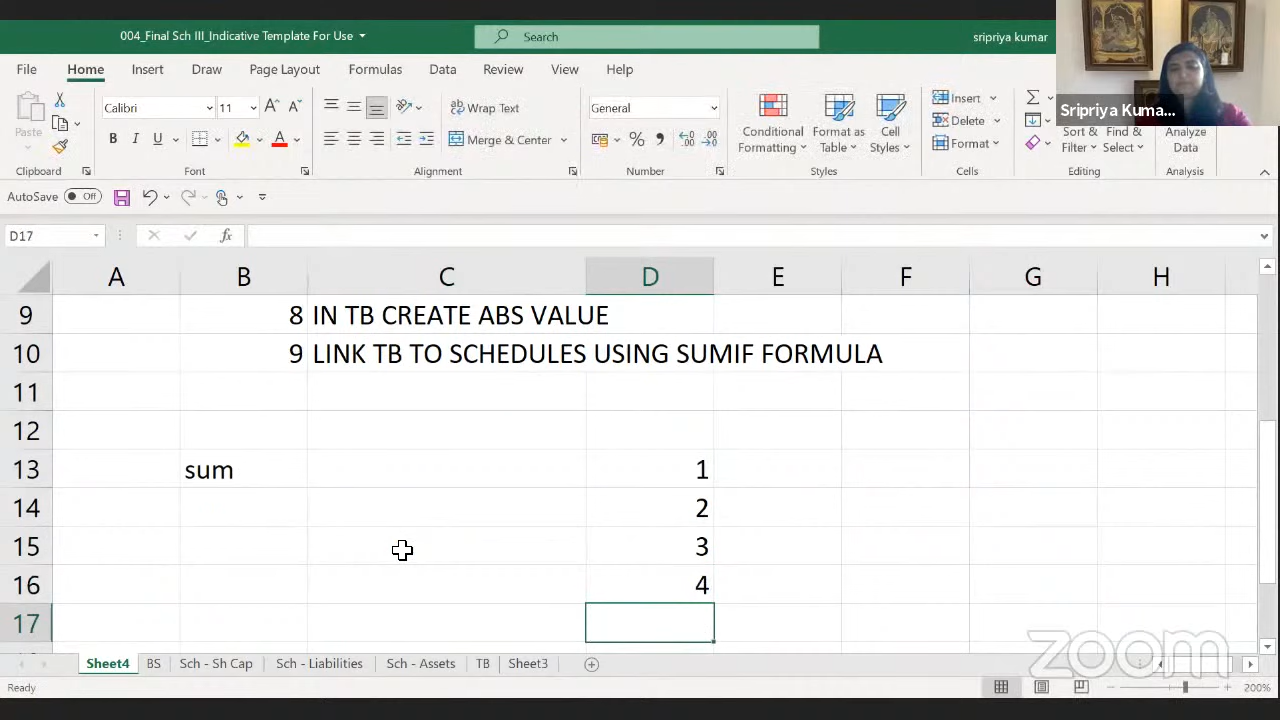 004_Final Sch III_Indicative Template For Use
Search
sripriya kumar
Sripriya Kuma...
File Home Insert Draw Page Layout Formulas Data Review View Help
Paste
Calibri 11
B I U
Wrap Text
Merge & Center
General
Conditional Formatting
Format as Table
Cell Styles
Insert
Delete
Format
Sort & Filter
Find & Select
Analyze Data
Clipboard Font Alignment Number Styles Cells Editing Analysis
AutoSave Off
D17 fx
A B C D E F G H
9 8 IN TB CREATE ABS VALUE
10 9 LINK TB TO SCHEDULES USING SUMIF FORMULA
11
12
13 sum 1
14 2
15 3
16 4
17
zoom
Sheet4 BS Sch - Sh Cap Sch - Liabilities Sch - Assets TB Sheet3
Ready 200%